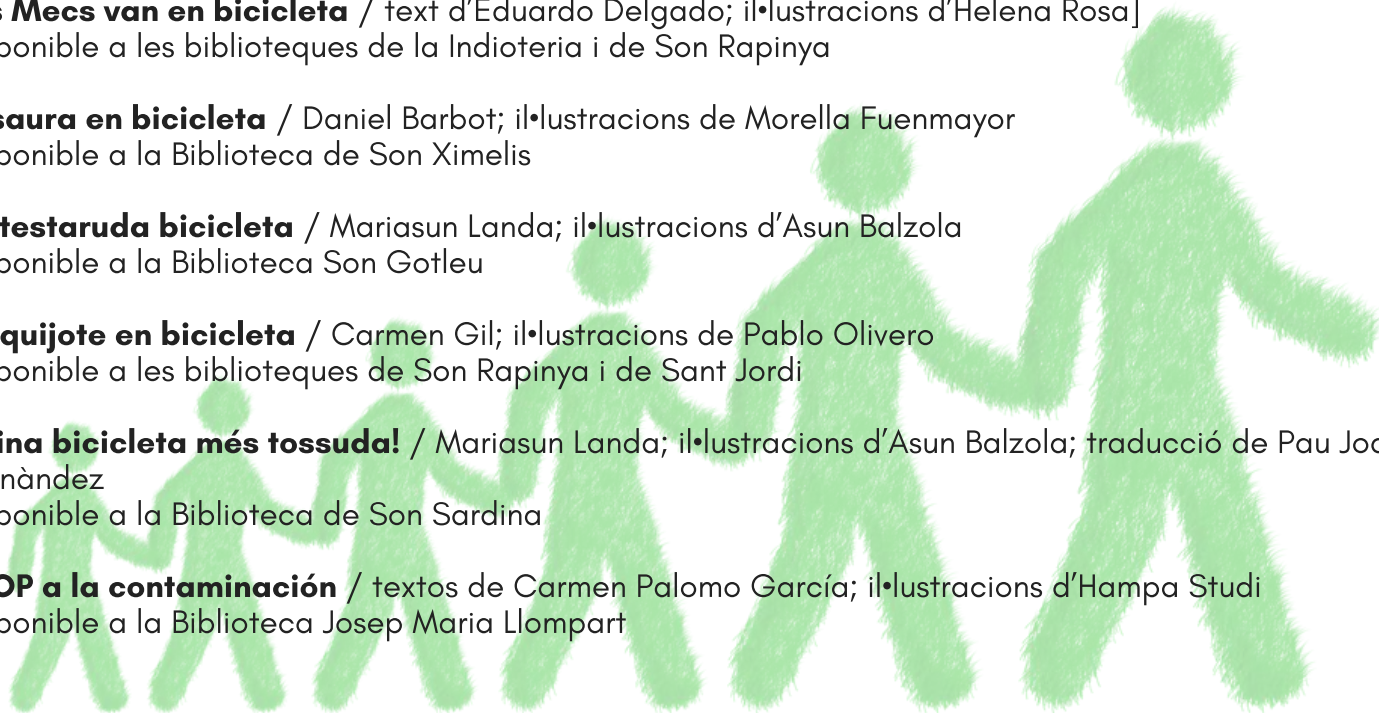 s Mecs van en bicicleta / text d'Eduardo Delgado; il•lustracions d'Helena Rosa]
ponible a les biblioteques de la Indioteria i de Son Rapinya
saura en bicicleta / Daniel Barbot; il•lustracions de Morella Fuenmayor
ponible a la Biblioteca de Son Ximelis
testaruda bicicleta / Mariasun Landa; il•lustracions d'Asun Balzola
ponible a la Biblioteca Son Gotleu
quijote en bicicleta / Carmen Gil; il•lustracions de Pablo Olivero
ponible a les biblioteques de Son Rapinya i de Sant Jordi
ina bicicleta més tossuda! / Mariasun Landa; il•lustracions d'Asun Balzola; traducció de Pau Joa
nàndez
ponible a la Biblioteca de Son Sardina
OP a la contaminación / textos de Carmen Palomo García; il•lustracions d'Hampa Studi
ponible a la Biblioteca Josep Maria Llompart